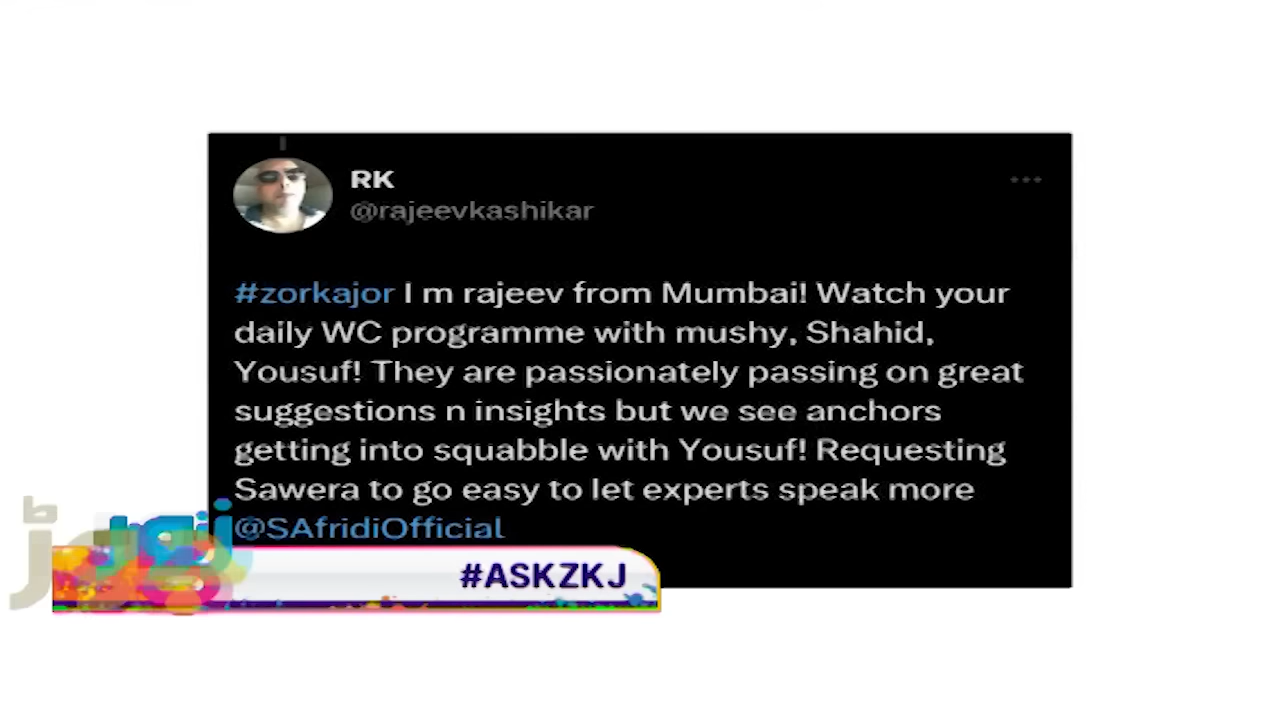 RK
@rajeevkashikar
#zorkajor I m rajeev from Mumbai! Watch your
daily WC programme with mushy, Shahid,
Yousuf! They are passionately passing on great
suggestions n insights but we see anchors
getting into squabble with Yousuf! Requesting
Sawera to go easy to let experts speak more
@SAfridiOfficial
#ASKZKJ